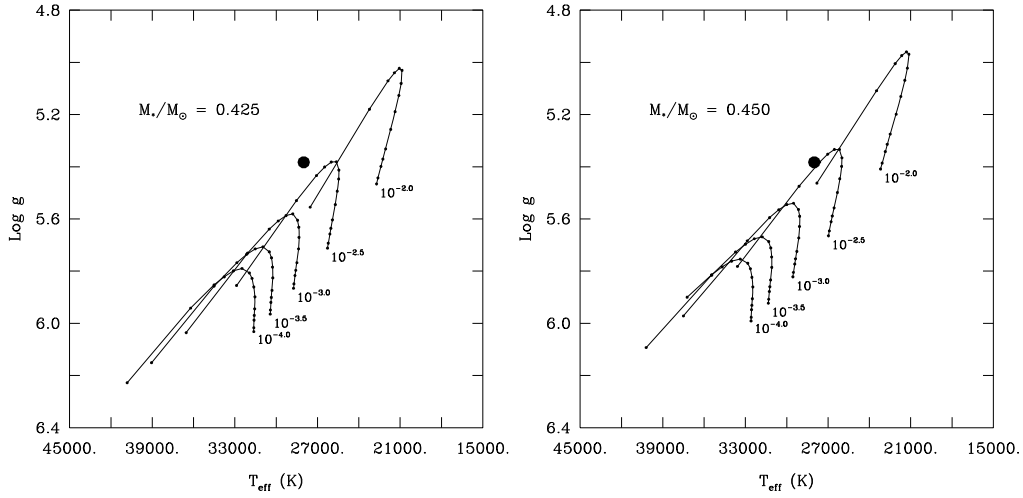 4.8
5.2
5.6
6.0
6.4
Log g
M⋆/M☉ = 0.425
10^-2.0
10^-2.5
10^-3.0
10^-3.5
10^-4.0
45000. 39000. 33000. 27000. 21000. 15000.
T_eff (K)
4.8
5.2
5.6
6.0
6.4
Log g
M⋆/M☉ = 0.450
10^-2.0
10^-2.5
10^-3.0
10^-3.5
10^-4.0
45000. 39000. 33000. 27000. 21000. 15000.
T_eff (K)